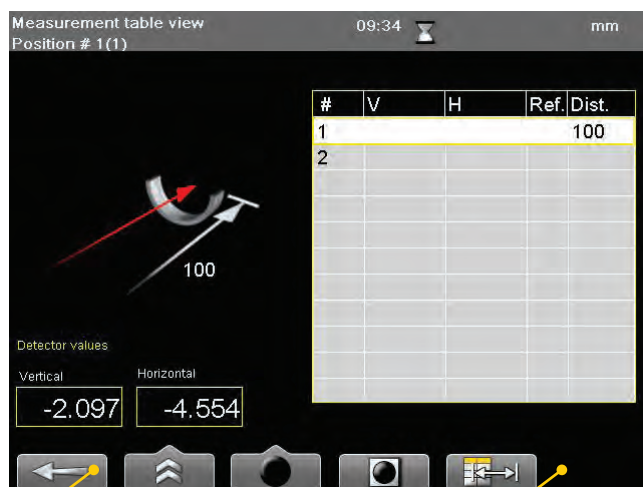 Measurement table view
09:34
mm
Position # 1(1)
# V H Ref. Dist.
1 100
2
100
Detector values
Vertical Horizontal
-2.097 -4.554